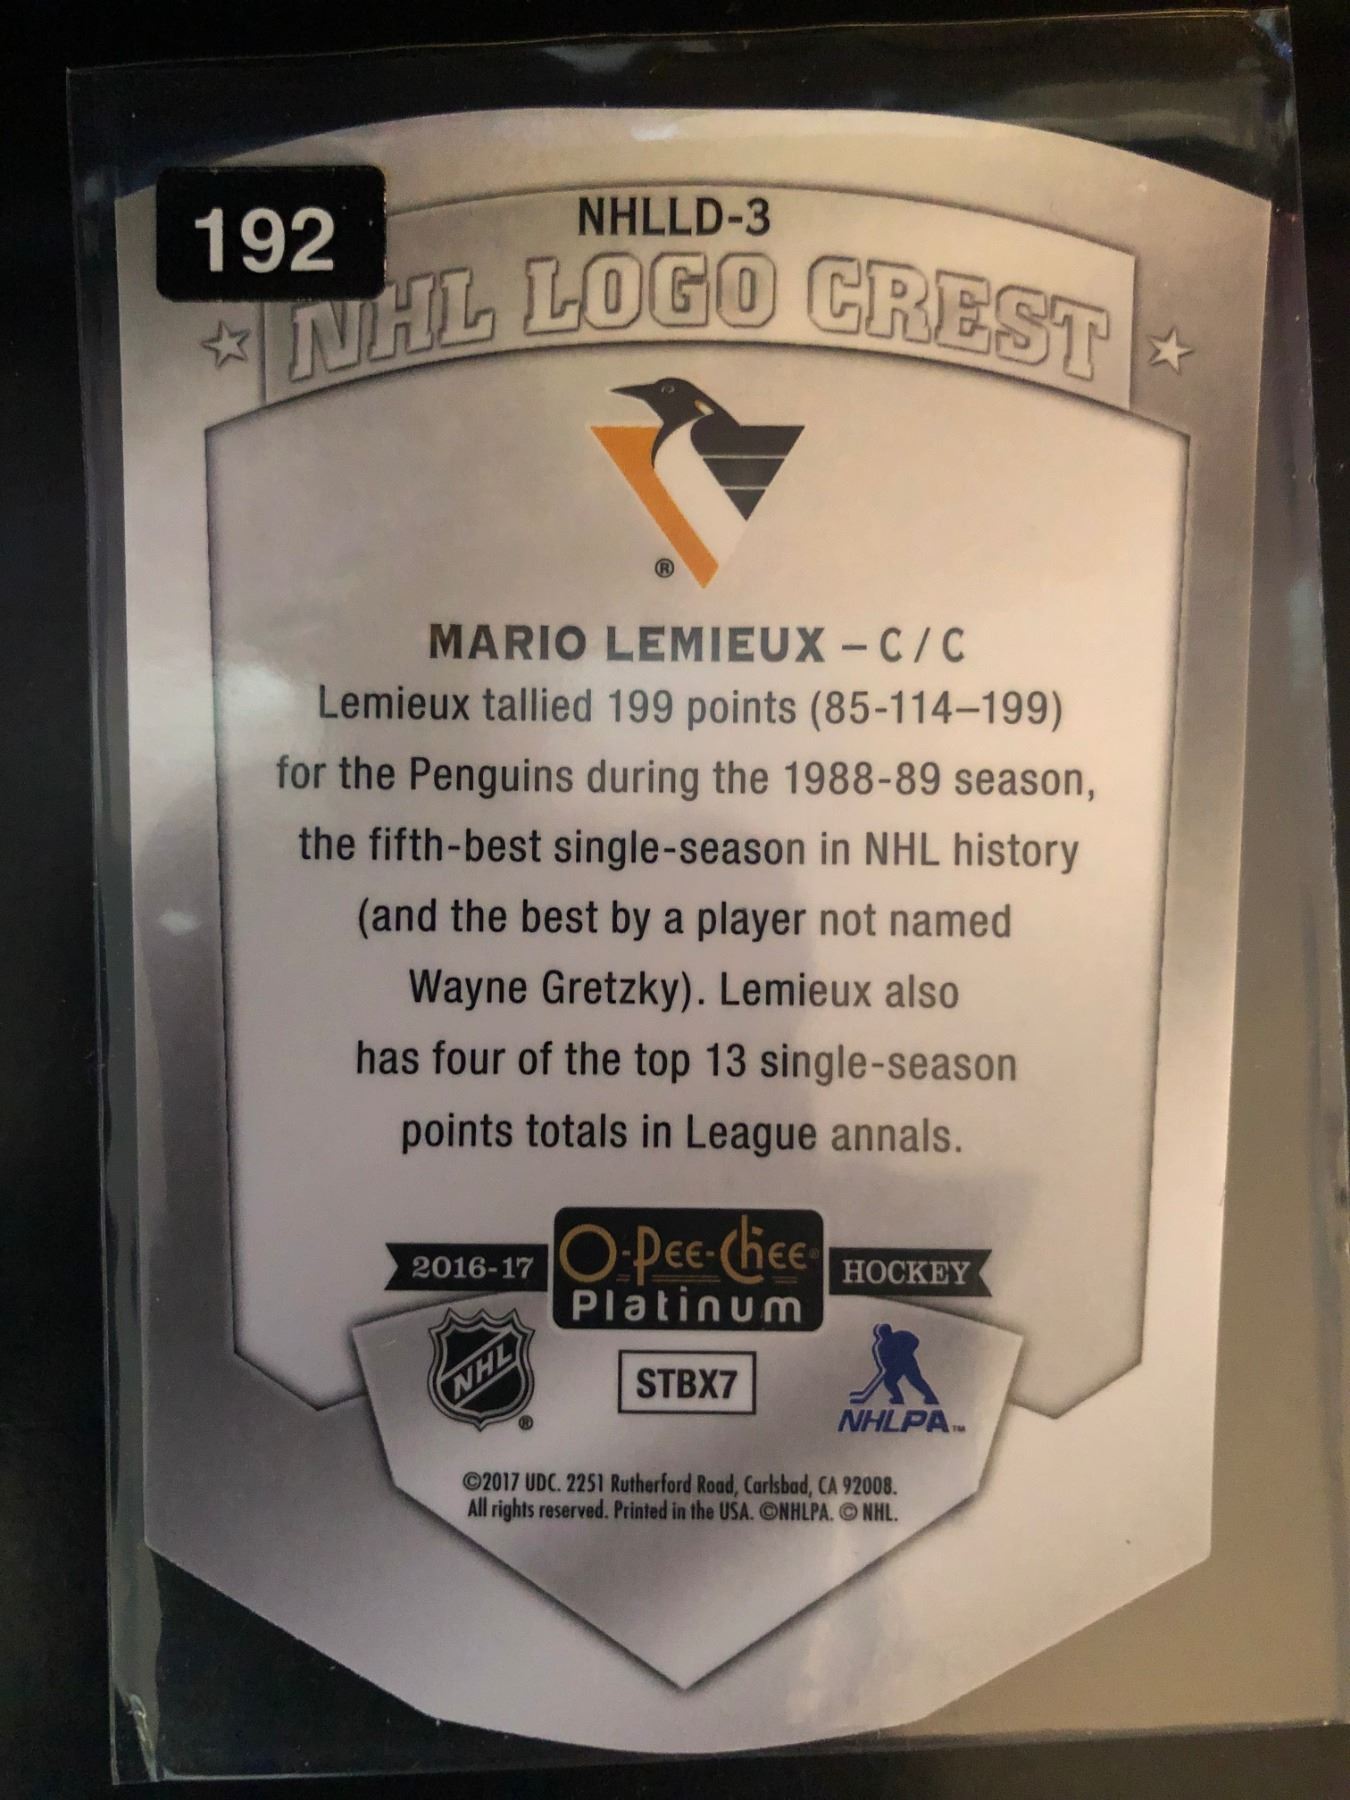 192
NHLLD-3
NHL LOGO CREST
®
MARIO LEMIEUX – C / C
Lemieux tallied 199 points (85-114–199)
for the Penguins during the 1988-89 season,
the fifth-best single-season in NHL history
(and the best by a player not named
Wayne Gretzky). Lemieux also
has four of the top 13 single-season
points totals in League annals.
2016-17 O-Pee-Chee® HOCKEY
Platinum
NHL ®
STBX7
NHLPA™
©2017 UDC. 2251 Rutherford Road, Carlsbad, CA 92008.
All rights reserved. Printed in the USA. ©NHLPA. © NHL.